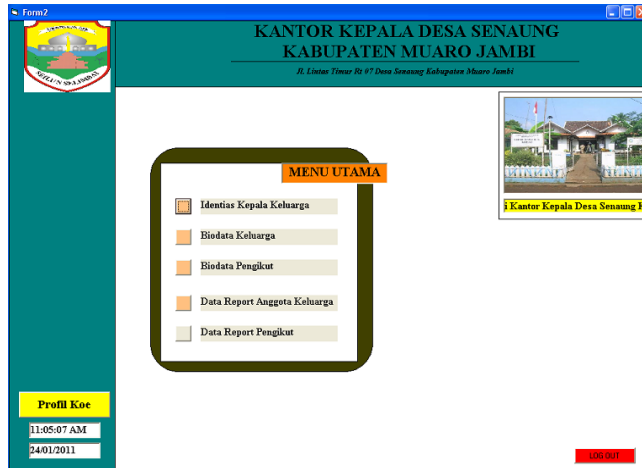 Form2
KANTOR KEPALA DESA SENAUNG
KABUPATEN MUARO JAMBI
Jl. Lintas Timur Rt 07 Desa Senaung Kabupaten Muaro Jambi
MENU UTAMA
Identias Kepala Keluarga
Biodata Keluarga
Biodata Pengikut
Data Report Anggota Keluarga
Data Report Pengikut
i Kantor Kepala Desa Senaung K
Profil Koe
11:05:07 AM
24/01/2011
LOG OUT